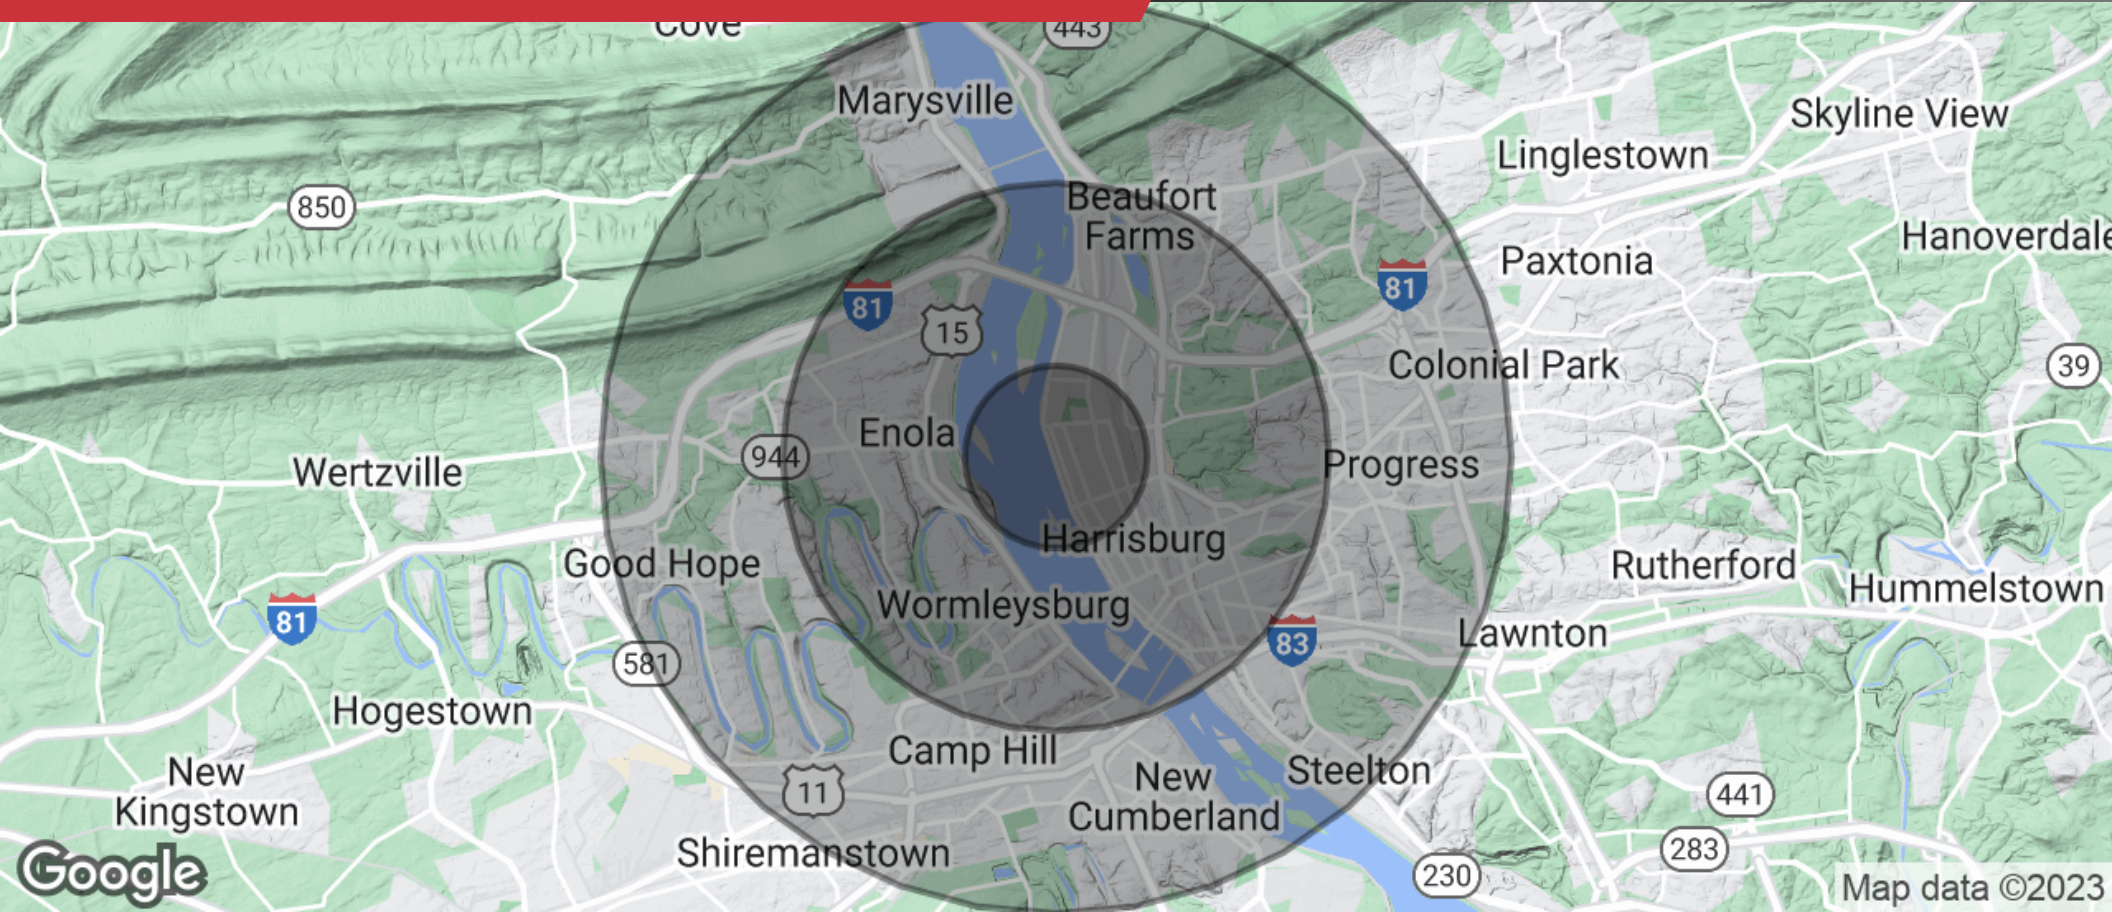 Cove
443
Marysville
Skyline View
Linglestown
850
Beaufort
Farms
Hanoverdale
Paxtonia
81
81
15
Colonial Park
39
Enola
944
Progress
Wertzville
Harrisburg
Good Hope
Rutherford
Hummelstown
Wormleysburg
81
83
Lawnton
581
Hogestown
Camp Hill
New
Kingstown
11
New
Cumberland
Steelton
441
Shiremanstown
283
Google
230
Map data ©2023